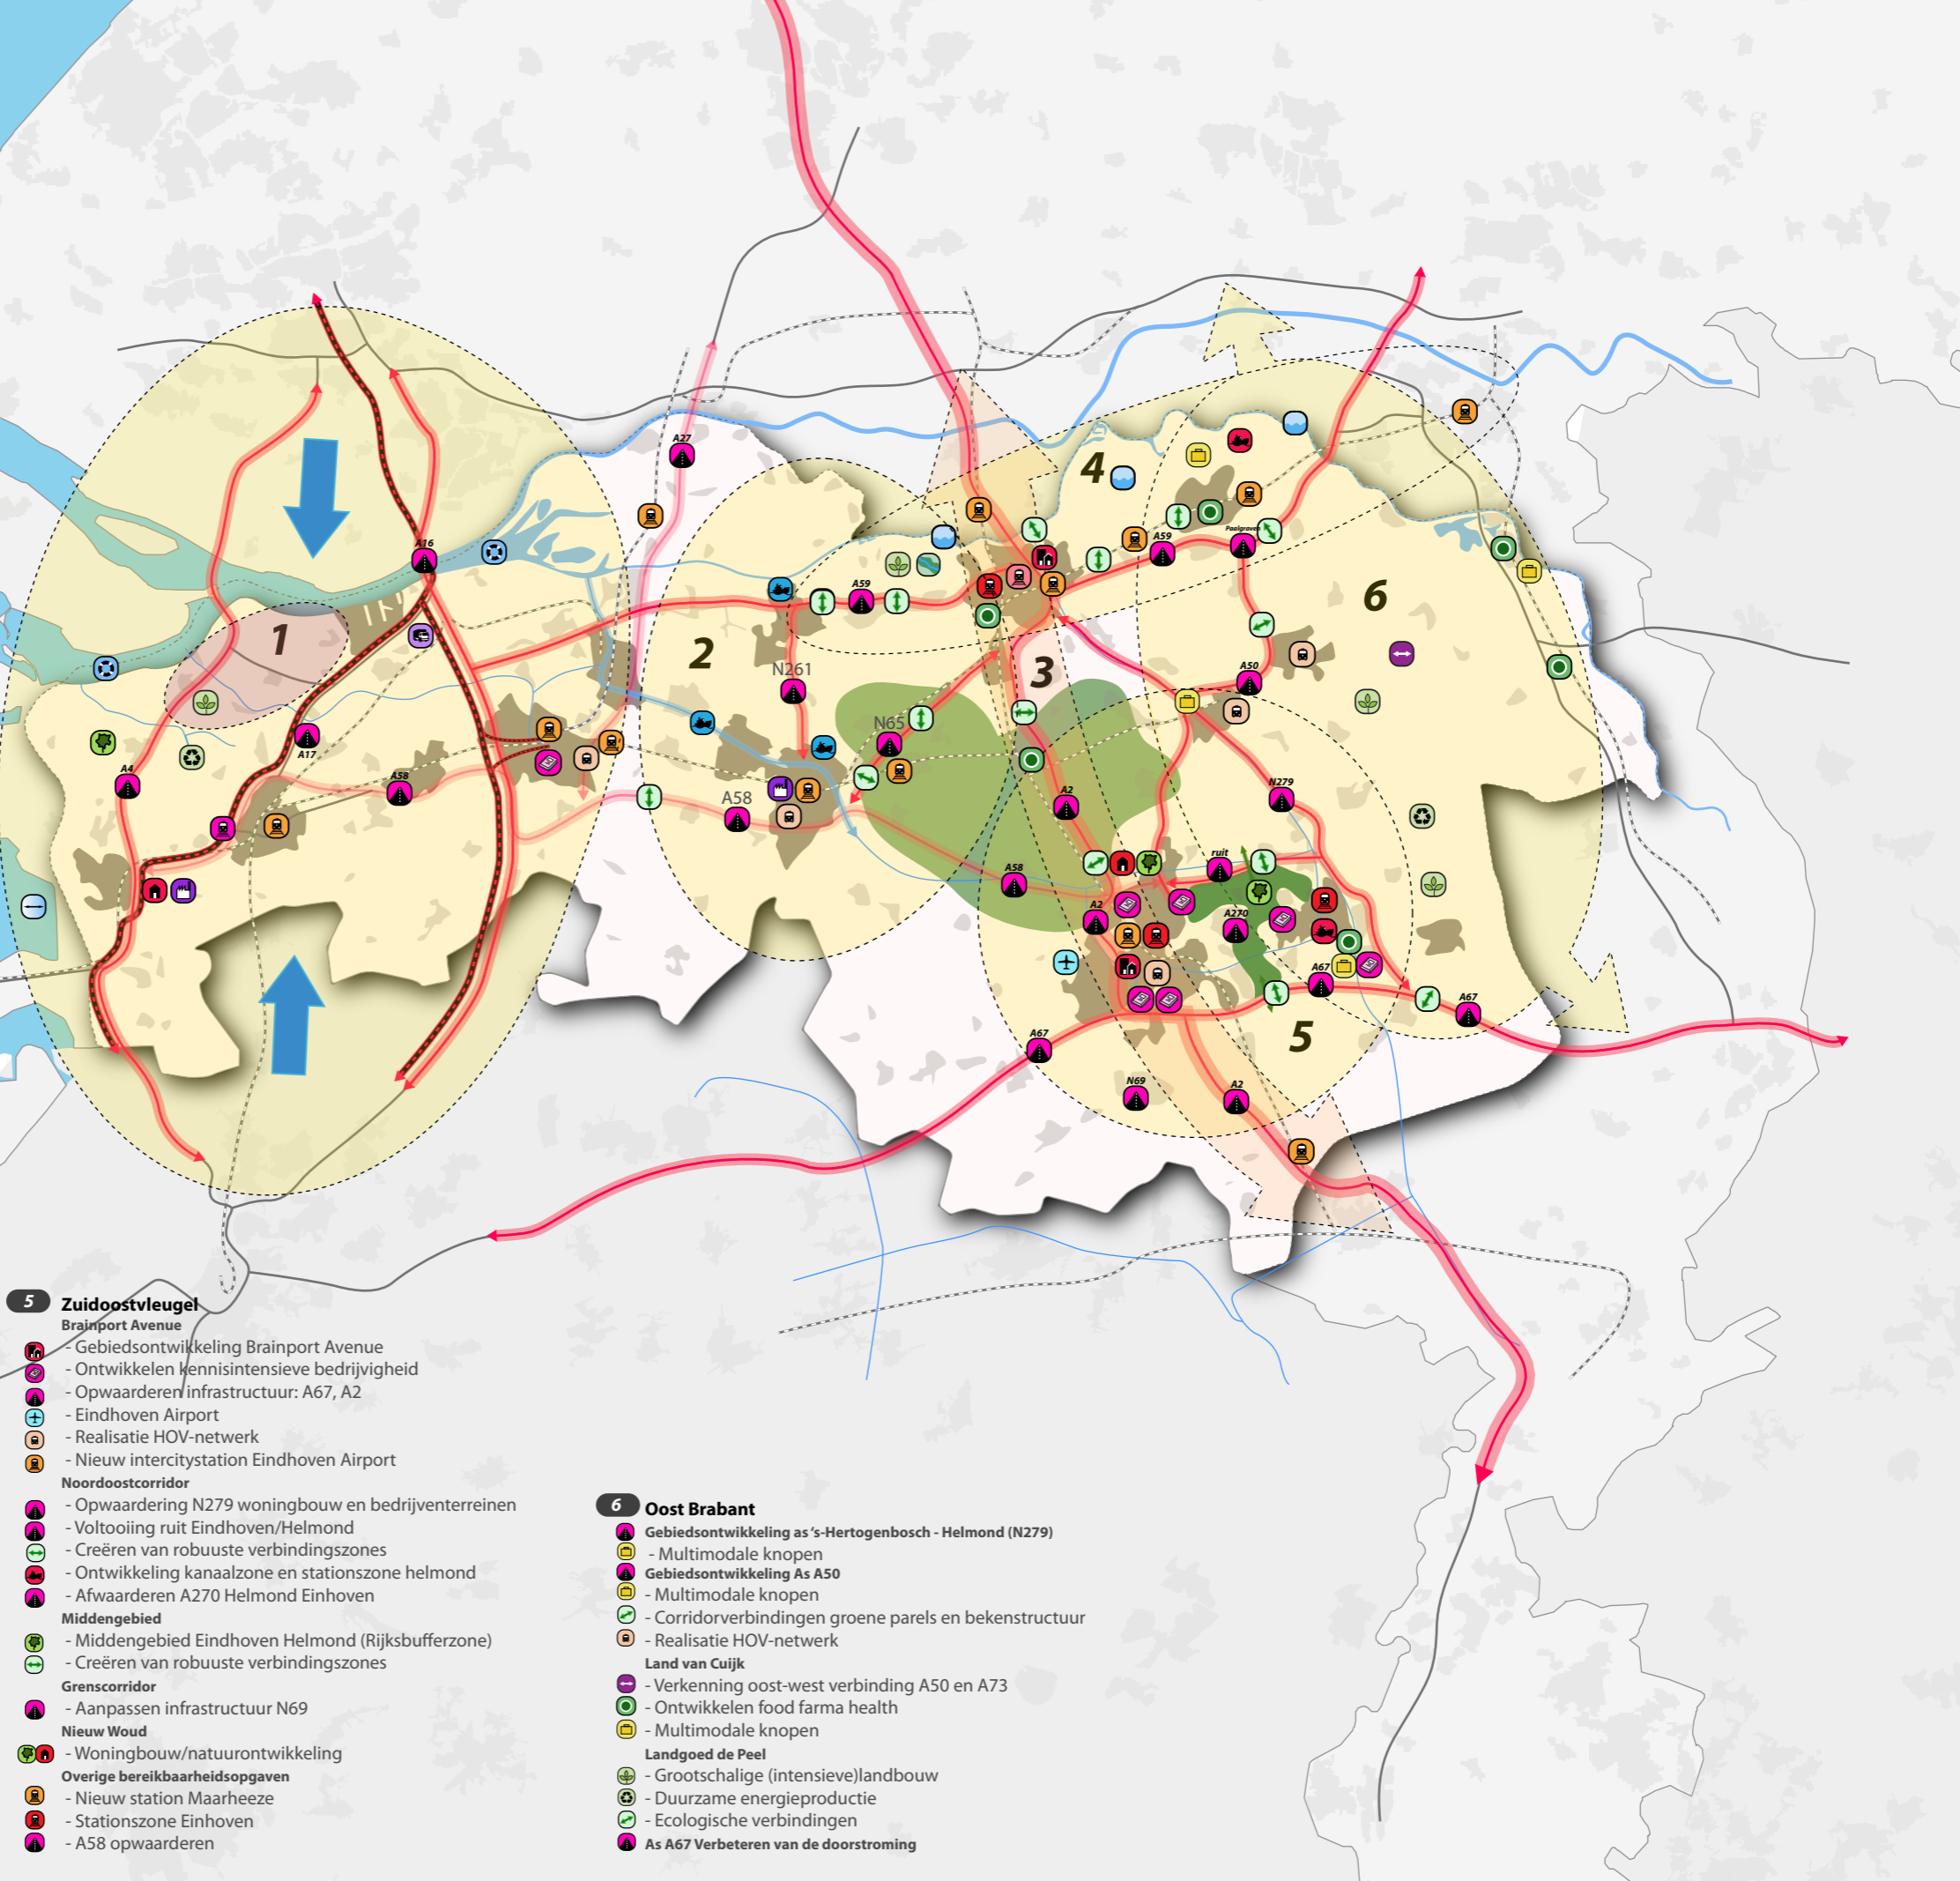 A27
A16
4
A59
Paalgraven
A59
6
1
2
N261
3
A50
N65
A17
A4
A58
A58
A2
N279
A58
ruit
A2
A270
A67
A67
5
A67
N69
A2
5 Zuidoostvleugel
Brainport Avenue
- Gebiedsontwikkeling Brainport Avenue
- Ontwikkelen kennisintensieve bedrijvigheid
- Opwaarderen infrastructuur: A67, A2
- Eindhoven Airport
- Realisatie HOV-netwerk
- Nieuw intercitystation Eindhoven Airport
Noordoostcorridor
- Opwaardering N279 woningbouw en bedrijventerreinen
- Voltooiing ruit Eindhoven/Helmond
- Creëren van robuuste verbindingszones
- Ontwikkeling kanaalzone en stationszone helmond
- Afwaarderen A270 Helmond Einhoven
Middengebied
- Middengebied Eindhoven Helmond (Rijksbufferzone)
- Creëren van robuuste verbindingszones
Grenscorridor
- Aanpassen infrastructuur N69
Nieuw Woud
- Woningbouw/natuurontwikkeling
Overige bereikbaarheidsopgaven
- Nieuw station Maarheeze
- Stationszone Einhoven
- A58 opwaarderen
6 Oost Brabant
Gebiedsontwikkeling as 's-Hertogenbosch - Helmond (N279)
- Multimodale knopen
Gebiedsontwikkeling As A50
- Multimodale knopen
- Corridorverbindingen groene parels en bekenstructuur
- Realisatie HOV-netwerk
Land van Cuijk
- Verkenning oost-west verbinding A50 en A73
- Ontwikkelen food farma health
- Multimodale knopen
Landgoed de Peel
- Grootschalige (intensieve)landbouw
- Duurzame energieproductie
- Ecologische verbindingen
As A67 Verbeteren van de doorstroming